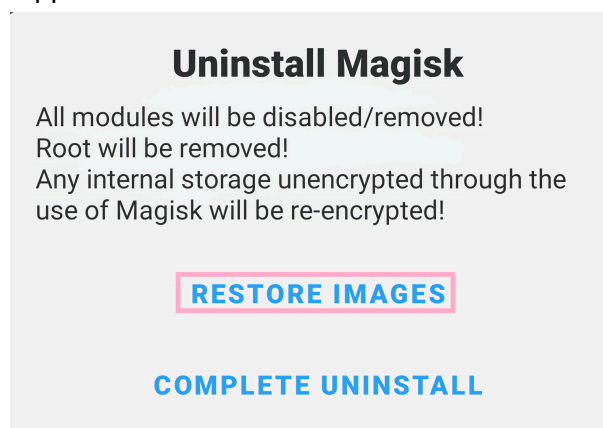 Uninstall Magisk
All modules will be disabled/removed!
Root will be removed!
Any internal storage unencrypted through the
use of Magisk will be re-encrypted!
RESTORE IMAGES
COMPLETE UNINSTALL